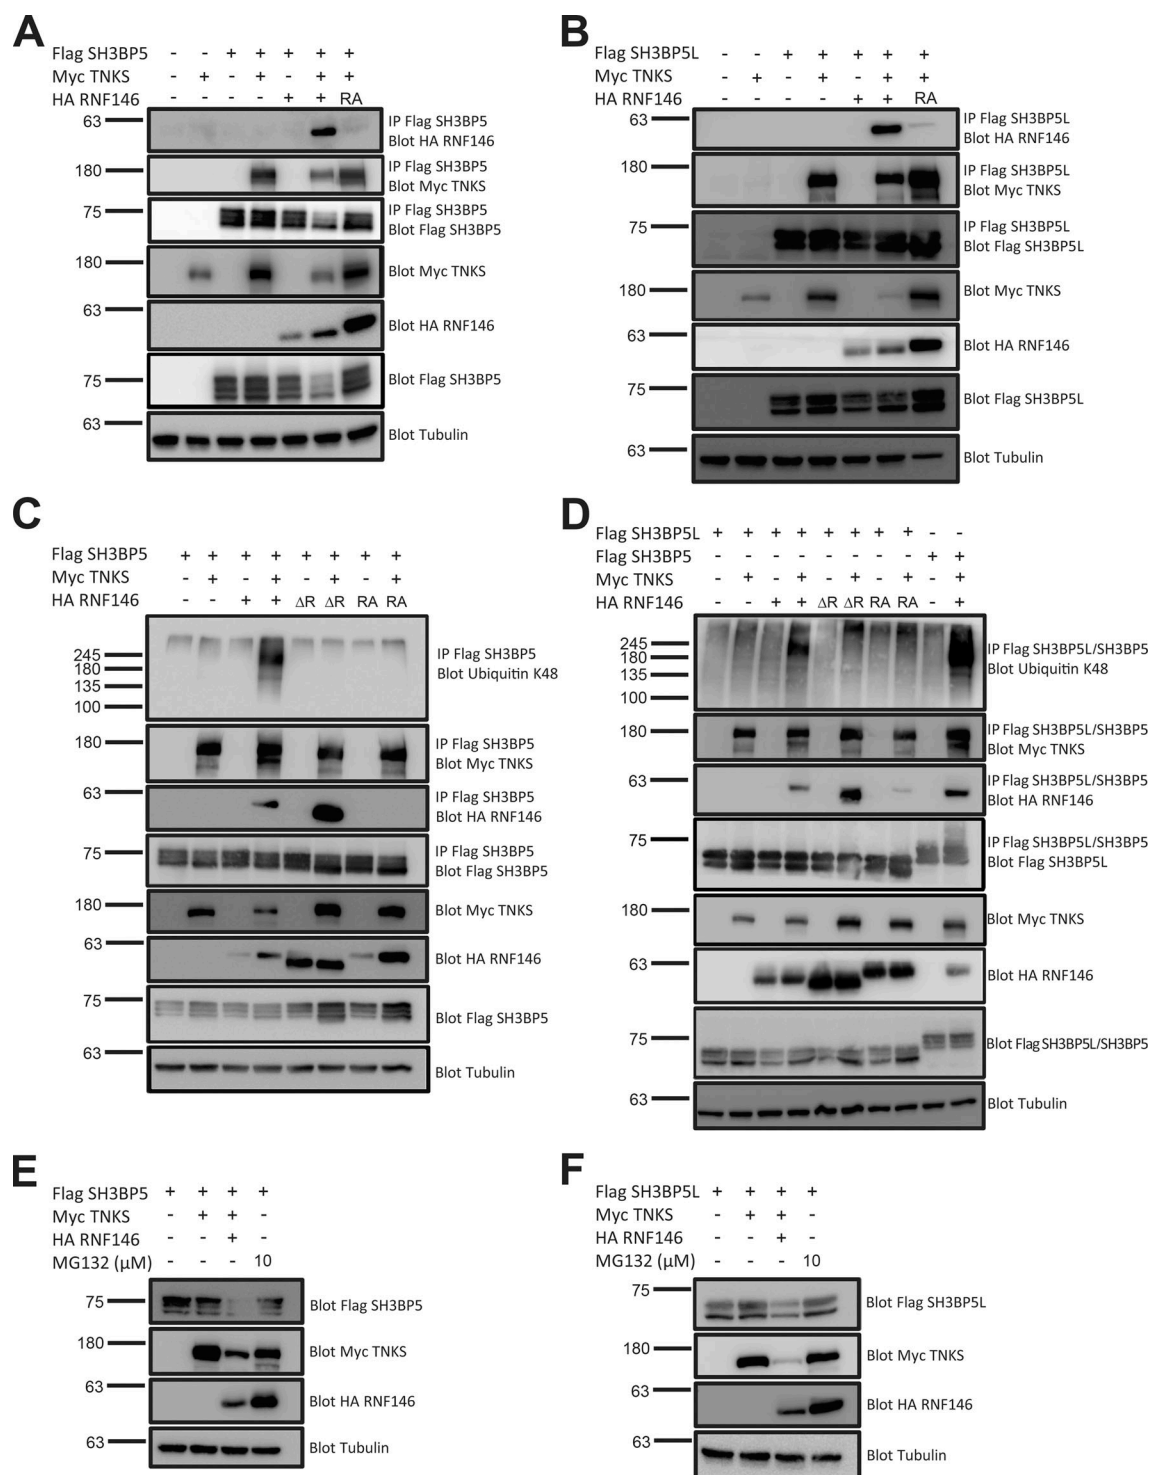 A
Flag SH3BP5 - - + + + + +
Myc TNKS - + - + - + +
HA RNF146 - - - - + + RA
63
IP Flag SH3BP5
Blot HA RNF146
180
IP Flag SH3BP5
Blot Myc TNKS
75
IP Flag SH3BP5
Blot Flag SH3BP5
180
Blot Myc TNKS
63
Blot HA RNF146
75
Blot Flag SH3BP5
63
Blot Tubulin
B
Flag SH3BP5L - - + + + + +
Myc TNKS - + - + - + +
HA RNF146 - - - - + + RA
63
IP Flag SH3BP5L
Blot HA RNF146
180
IP Flag SH3BP5L
Blot Myc TNKS
75
IP Flag SH3BP5L
Blot Flag SH3BP5L
180
Blot Myc TNKS
63
Blot HA RNF146
75
Blot Flag SH3BP5L
63
Blot Tubulin
C
Flag SH3BP5 + + + + + + + +
Myc TNKS - + - + - + - +
HA RNF146 - - + + ΔR ΔR RA RA
245
180
135
100
IP Flag SH3BP5
Blot Ubiquitin K48
180
IP Flag SH3BP5
Blot Myc TNKS
63
IP Flag SH3BP5
Blot HA RNF146
75
IP Flag SH3BP5
Blot Flag SH3BP5
180
Blot Myc TNKS
63
Blot HA RNF146
75
Blot Flag SH3BP5
63
Blot Tubulin
D
Flag SH3BP5L + + + + + + + + - -
Flag SH3BP5 - - - - - - - - + +
Myc TNKS - + - + - + - + - +
HA RNF146 - - + + ΔR ΔR RA RA - +
245
180
135
100
IP Flag SH3BP5L/SH3BP5
Blot Ubiquitin K48
180
IP Flag SH3BP5L/SH3BP5
Blot Myc TNKS
63
IP Flag SH3BP5L/SH3BP5
Blot HA RNF146
75
IP Flag SH3BP5L/SH3BP5
Blot Flag SH3BP5L
180
Blot Myc TNKS
63
Blot HA RNF146
75
Blot Flag SH3BP5L/SH3BP5
63
Blot Tubulin
E
Flag SH3BP5 + + + +
Myc TNKS - + + -
HA RNF146 - - + -
MG132 (µM) - - - 10
75
Blot Flag SH3BP5
180
Blot Myc TNKS
63
Blot HA RNF146
63
Blot Tubulin
F
Flag SH3BP5L + + + +
Myc TNKS - + + -
HA RNF146 - - + -
MG132 (µM) - - - 10
75
Blot Flag SH3BP5L
180
Blot Myc TNKS
63
Blot HA RNF146
63
Blot Tubulin